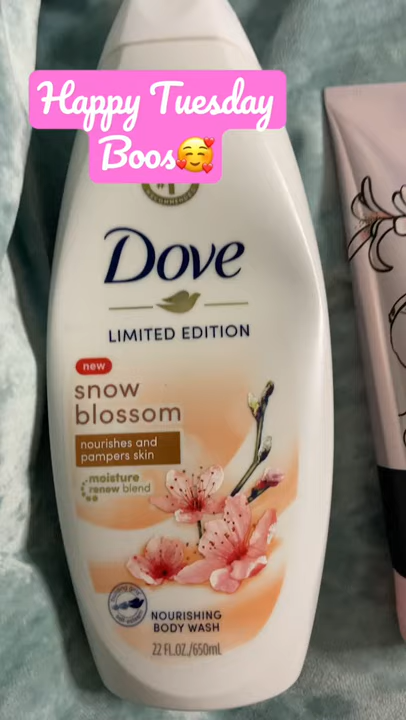 Happy Tuesday
Boos🥰
#1
Dove
LIMITED EDITION
new
snow
blossom
nourishes and
pampers skin
moisture
renew blend
NOURISHING
BODY WASH
22 FL.OZ./650mL